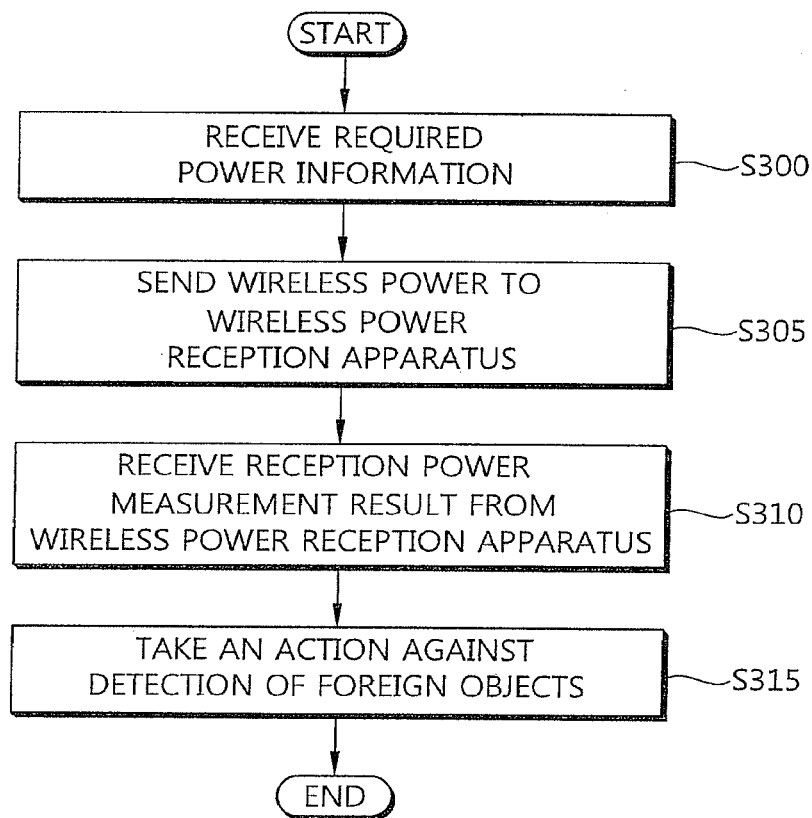 START
RECEIVE REQUIRED
POWER INFORMATION
S300
SEND WIRELESS POWER TO
WIRELESS POWER
RECEPTION APPARATUS
S305
RECEIVE RECEPTION POWER
MEASUREMENT RESULT FROM
WIRELESS POWER RECEPTION APPARATUS
S310
TAKE AN ACTION AGAINST
DETECTION OF FOREIGN OBJECTS
S315
END